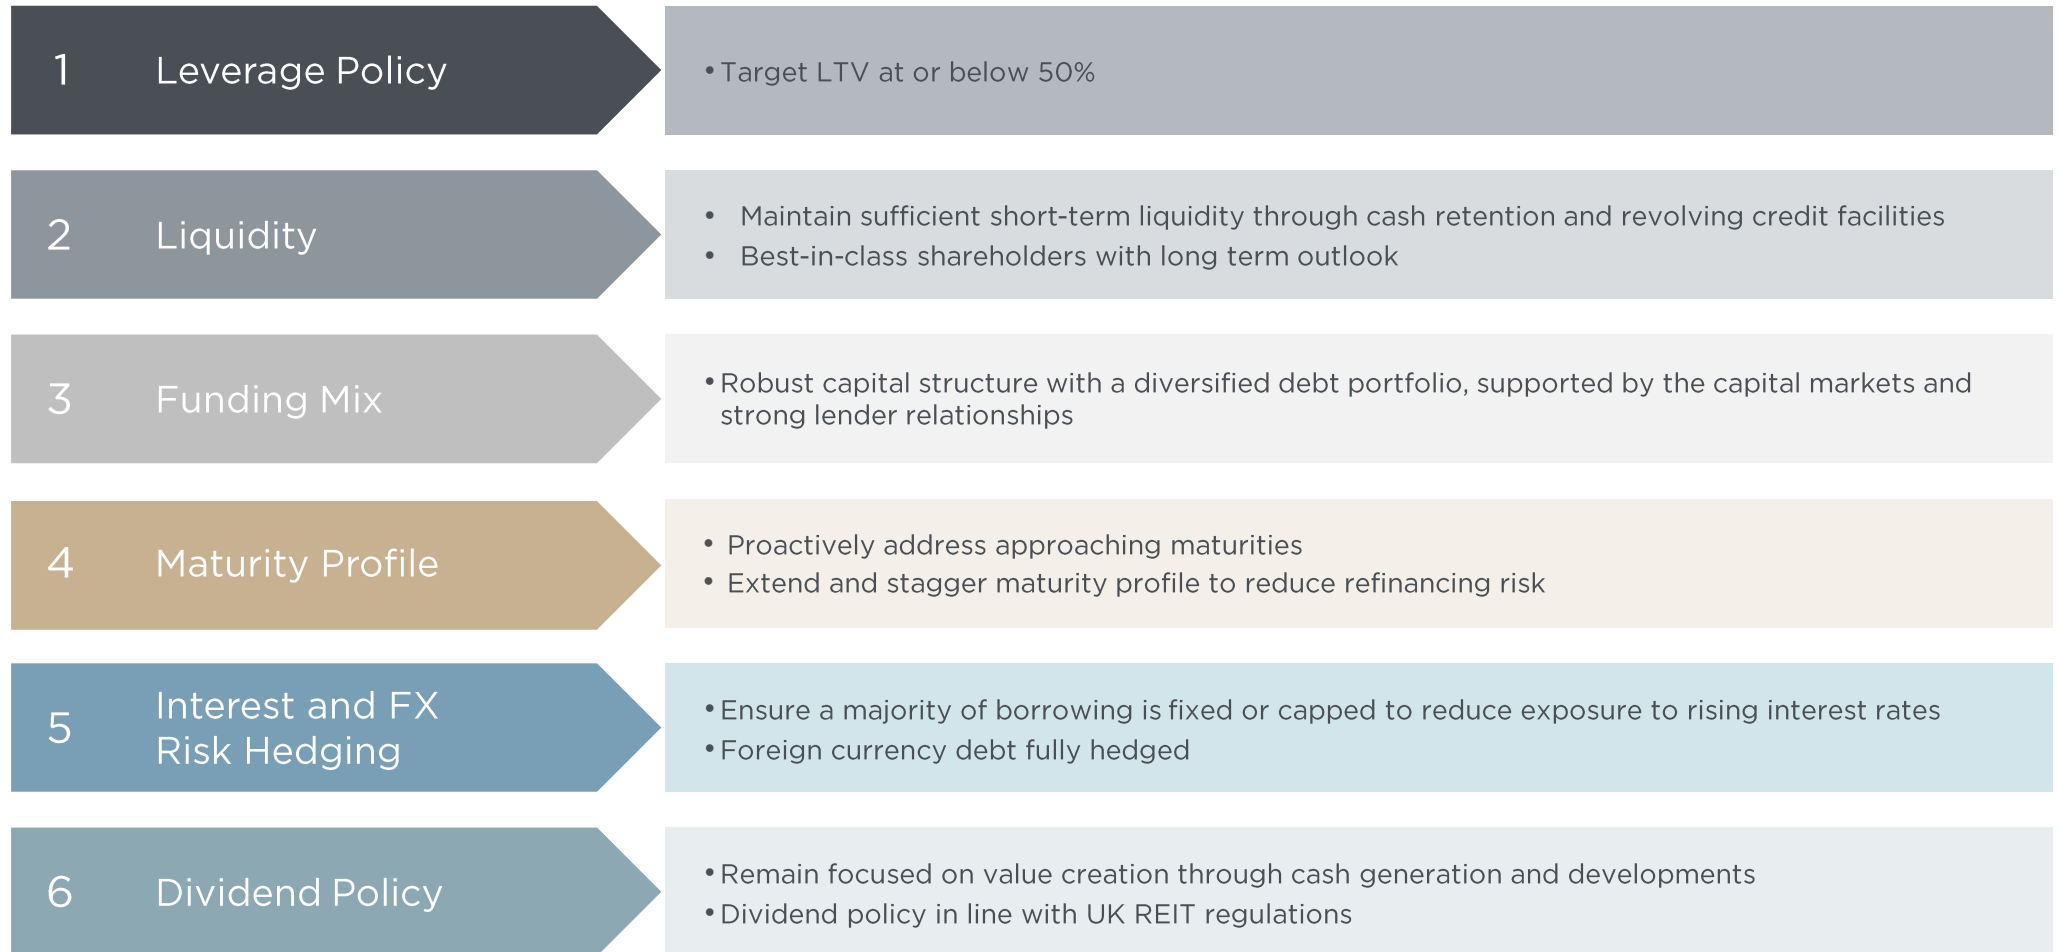 1 Leverage Policy
• Target LTV at or below 50%
2 Liquidity
• Maintain sufficient short-term liquidity through cash retention and revolving credit facilities
• Best-in-class shareholders with long term outlook
3 Funding Mix
• Robust capital structure with a diversified debt portfolio, supported by the capital markets and
strong lender relationships
4 Maturity Profile
• Proactively address approaching maturities
• Extend and stagger maturity profile to reduce refinancing risk
5 Interest and FX
Risk Hedging
• Ensure a majority of borrowing is fixed or capped to reduce exposure to rising interest rates
• Foreign currency debt fully hedged
6 Dividend Policy
• Remain focused on value creation through cash generation and developments
• Dividend policy in line with UK REIT regulations